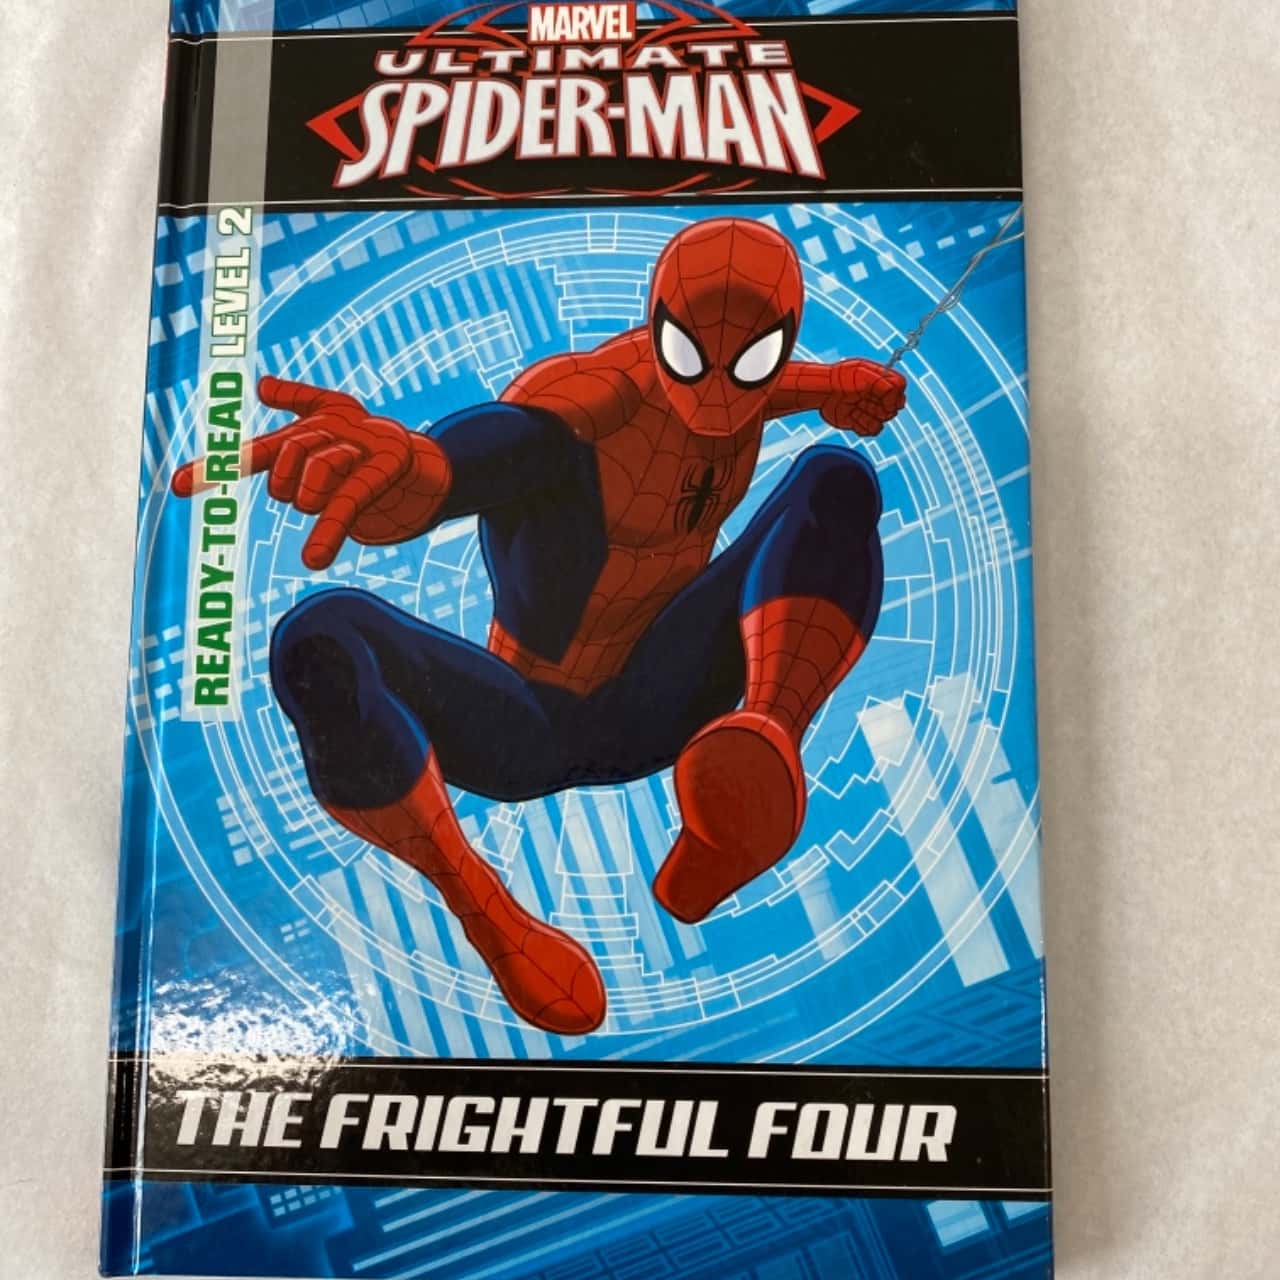 MARVEL
ULTIMATE
SPIDER-MAN
READY-TO-READ LEVEL 2
THE FRIGHTFUL FOUR